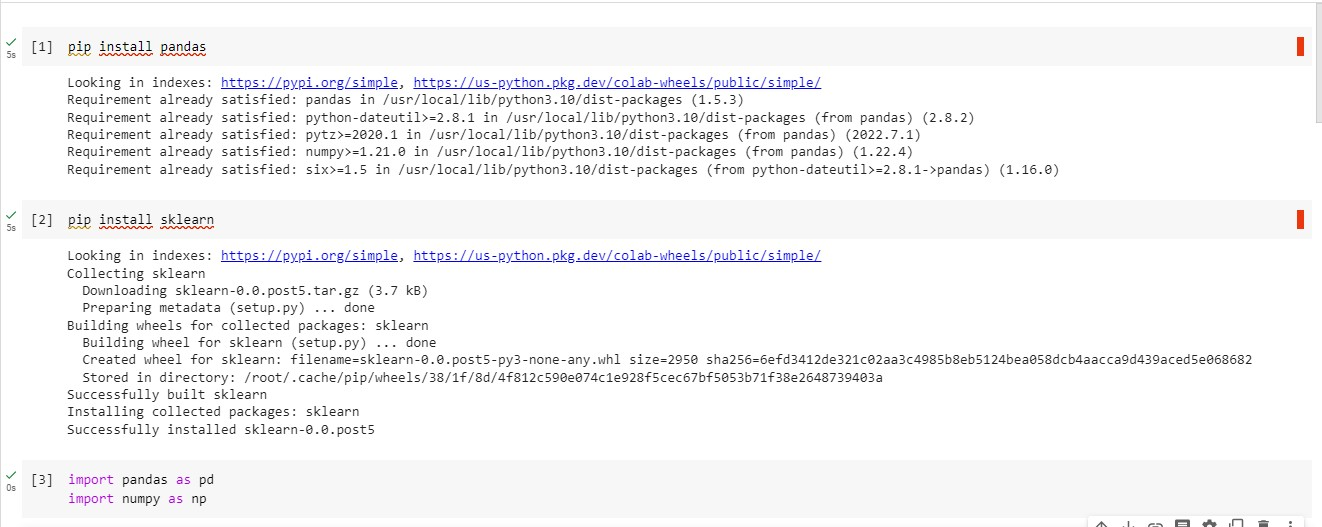 [1] pip install pandas
5s
Looking in indexes: https://pypi.org/simple, https://us-python.pkg.dev/colab-wheels/public/simple/
Requirement already satisfied: pandas in /usr/local/lib/python3.10/dist-packages (1.5.3)
Requirement already satisfied: python-dateutil>=2.8.1 in /usr/local/lib/python3.10/dist-packages (from pandas) (2.8.2)
Requirement already satisfied: pytz>=2020.1 in /usr/local/lib/python3.10/dist-packages (from pandas) (2022.7.1)
Requirement already satisfied: numpy>=1.21.0 in /usr/local/lib/python3.10/dist-packages (from pandas) (1.22.4)
Requirement already satisfied: six>=1.5 in /usr/local/lib/python3.10/dist-packages (from python-dateutil>=2.8.1->pandas) (1.16.0)
[2] pip install sklearn
5s
Looking in indexes: https://pypi.org/simple, https://us-python.pkg.dev/colab-wheels/public/simple/
Collecting sklearn
Downloading sklearn-0.0.post5.tar.gz (3.7 kB)
Preparing metadata (setup.py) ... done
Building wheels for collected packages: sklearn
Building wheel for sklearn (setup.py) ... done
Created wheel for sklearn: filename=sklearn-0.0.post5-py3-none-any.whl size=2950 sha256=6efd3412de321c02aa3c4985b8eb5124bea058dcb4aacca9d439aced5e068682
Stored in directory: /root/.cache/pip/wheels/38/1f/8d/4f812c590e074c1e928f5cec67bf5053b71f38e2648739403a
Successfully built sklearn
Installing collected packages: sklearn
Successfully installed sklearn-0.0.post5
[3] import pandas as pd
0s
import numpy as np